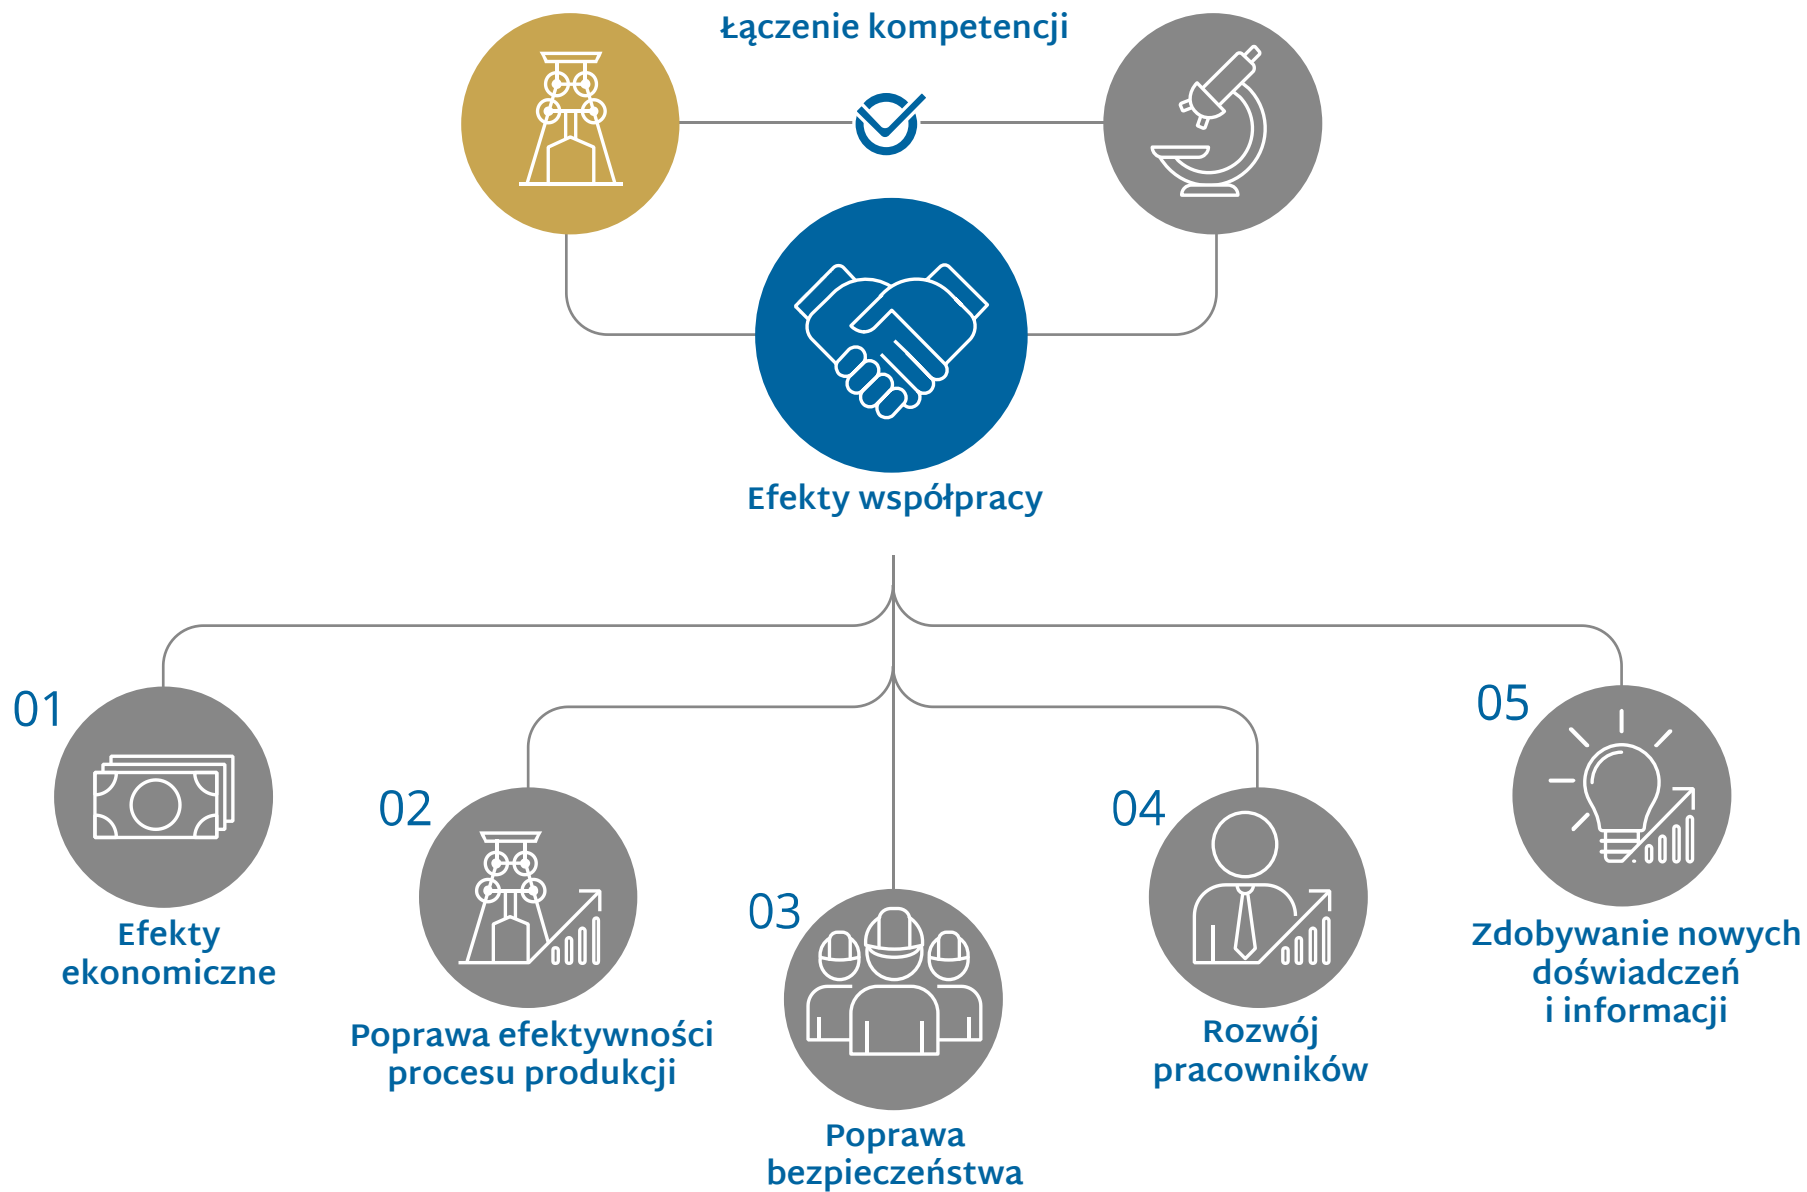 Łączenie kompetencji
Efekty współpracy
01
Efekty
ekonomiczne
02
Poprawa efektywności
procesu produkcji
03
Poprawa
bezpieczeństwa
04
Rozwój
pracowników
05
Zdobywanie nowych
doświadczeń
i informacji